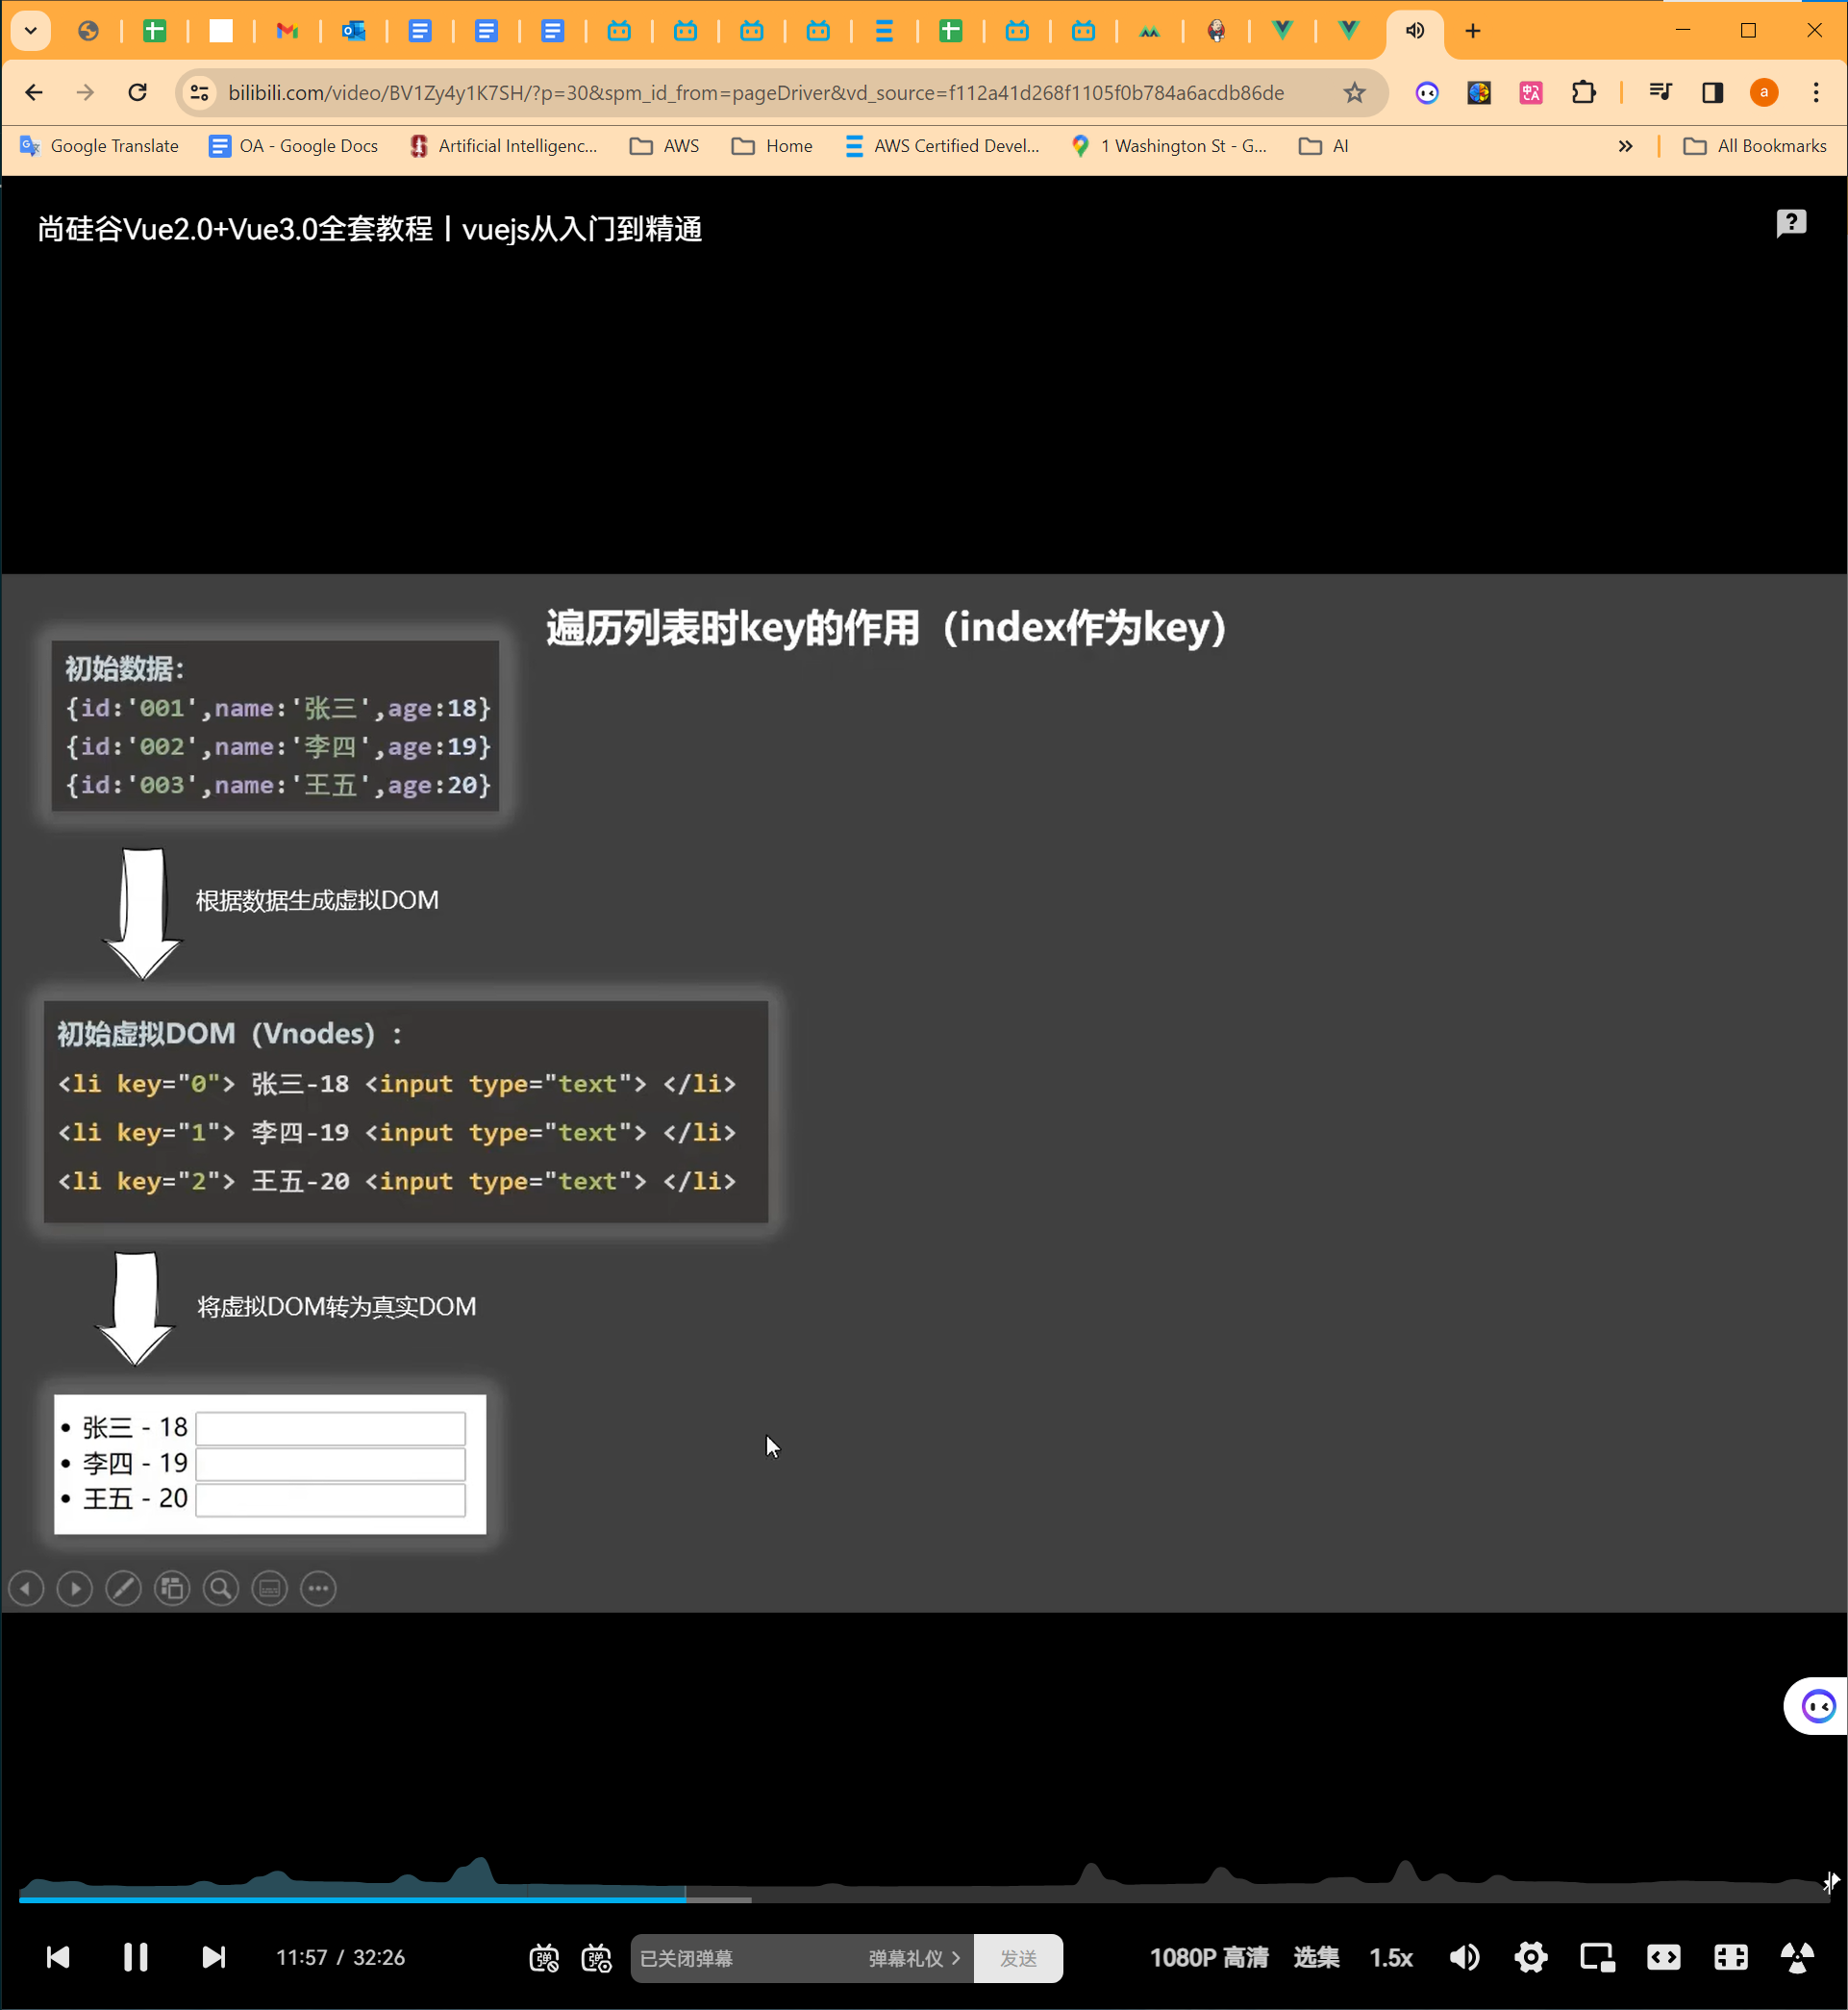 bilibili.com/video/BV1Zy4y1K7SH/?p=30&spm_id_from=pageDriver&vd_source=f112a41d268f1105f0b784a6acdb86de
a
Google Translate
OA - Google Docs
Artificial Intelligenc...
AWS
Home
AWS Certified Devel...
1 Washington St - G...
AI
All Bookmarks
尚硅谷Vue2.0+Vue3.0全套教程丨vuejs从入门到精通
遍历列表时key的作用（index作为key）
初始数据：
{id:'001',name:'张三',age:18}
{id:'002',name:'李四',age:19}
{id:'003',name:'王五',age:20}
根据数据生成虚拟DOM
初始虚拟DOM（Vnodes）:
<li key="0"> 张三-18 <input type="text"> </li>
<li key="1"> 李四-19 <input type="text"> </li>
<li key="2"> 王五-20 <input type="text"> </li>
将虚拟DOM转为真实DOM
• 张三 - 18
• 李四 - 19
• 王五 - 20
11:57 / 32:26
弹
弹
已关闭弹幕
弹幕礼仪 >
发送
1080P 高清
选集
1.5x